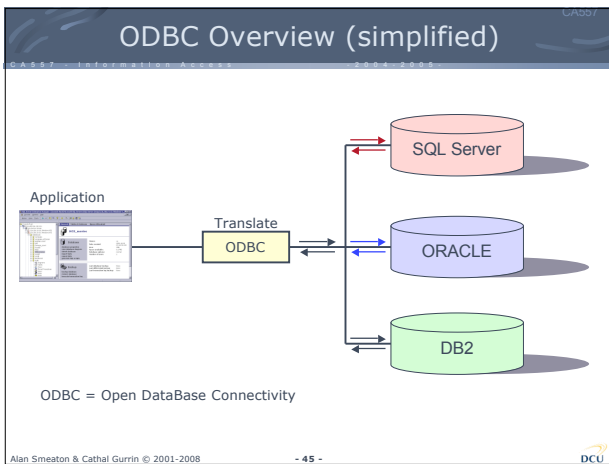 CA557
ODBC Overview (simplified)
CA557 - Information Access - 2004-2005 -
SQL Server
Application
Translate
ODBC
ORACLE
DB2
ODBC = Open DataBase Connectivity
Alan Smeaton & Cathal Gurrin © 2001-2008
- 45 -
DCU